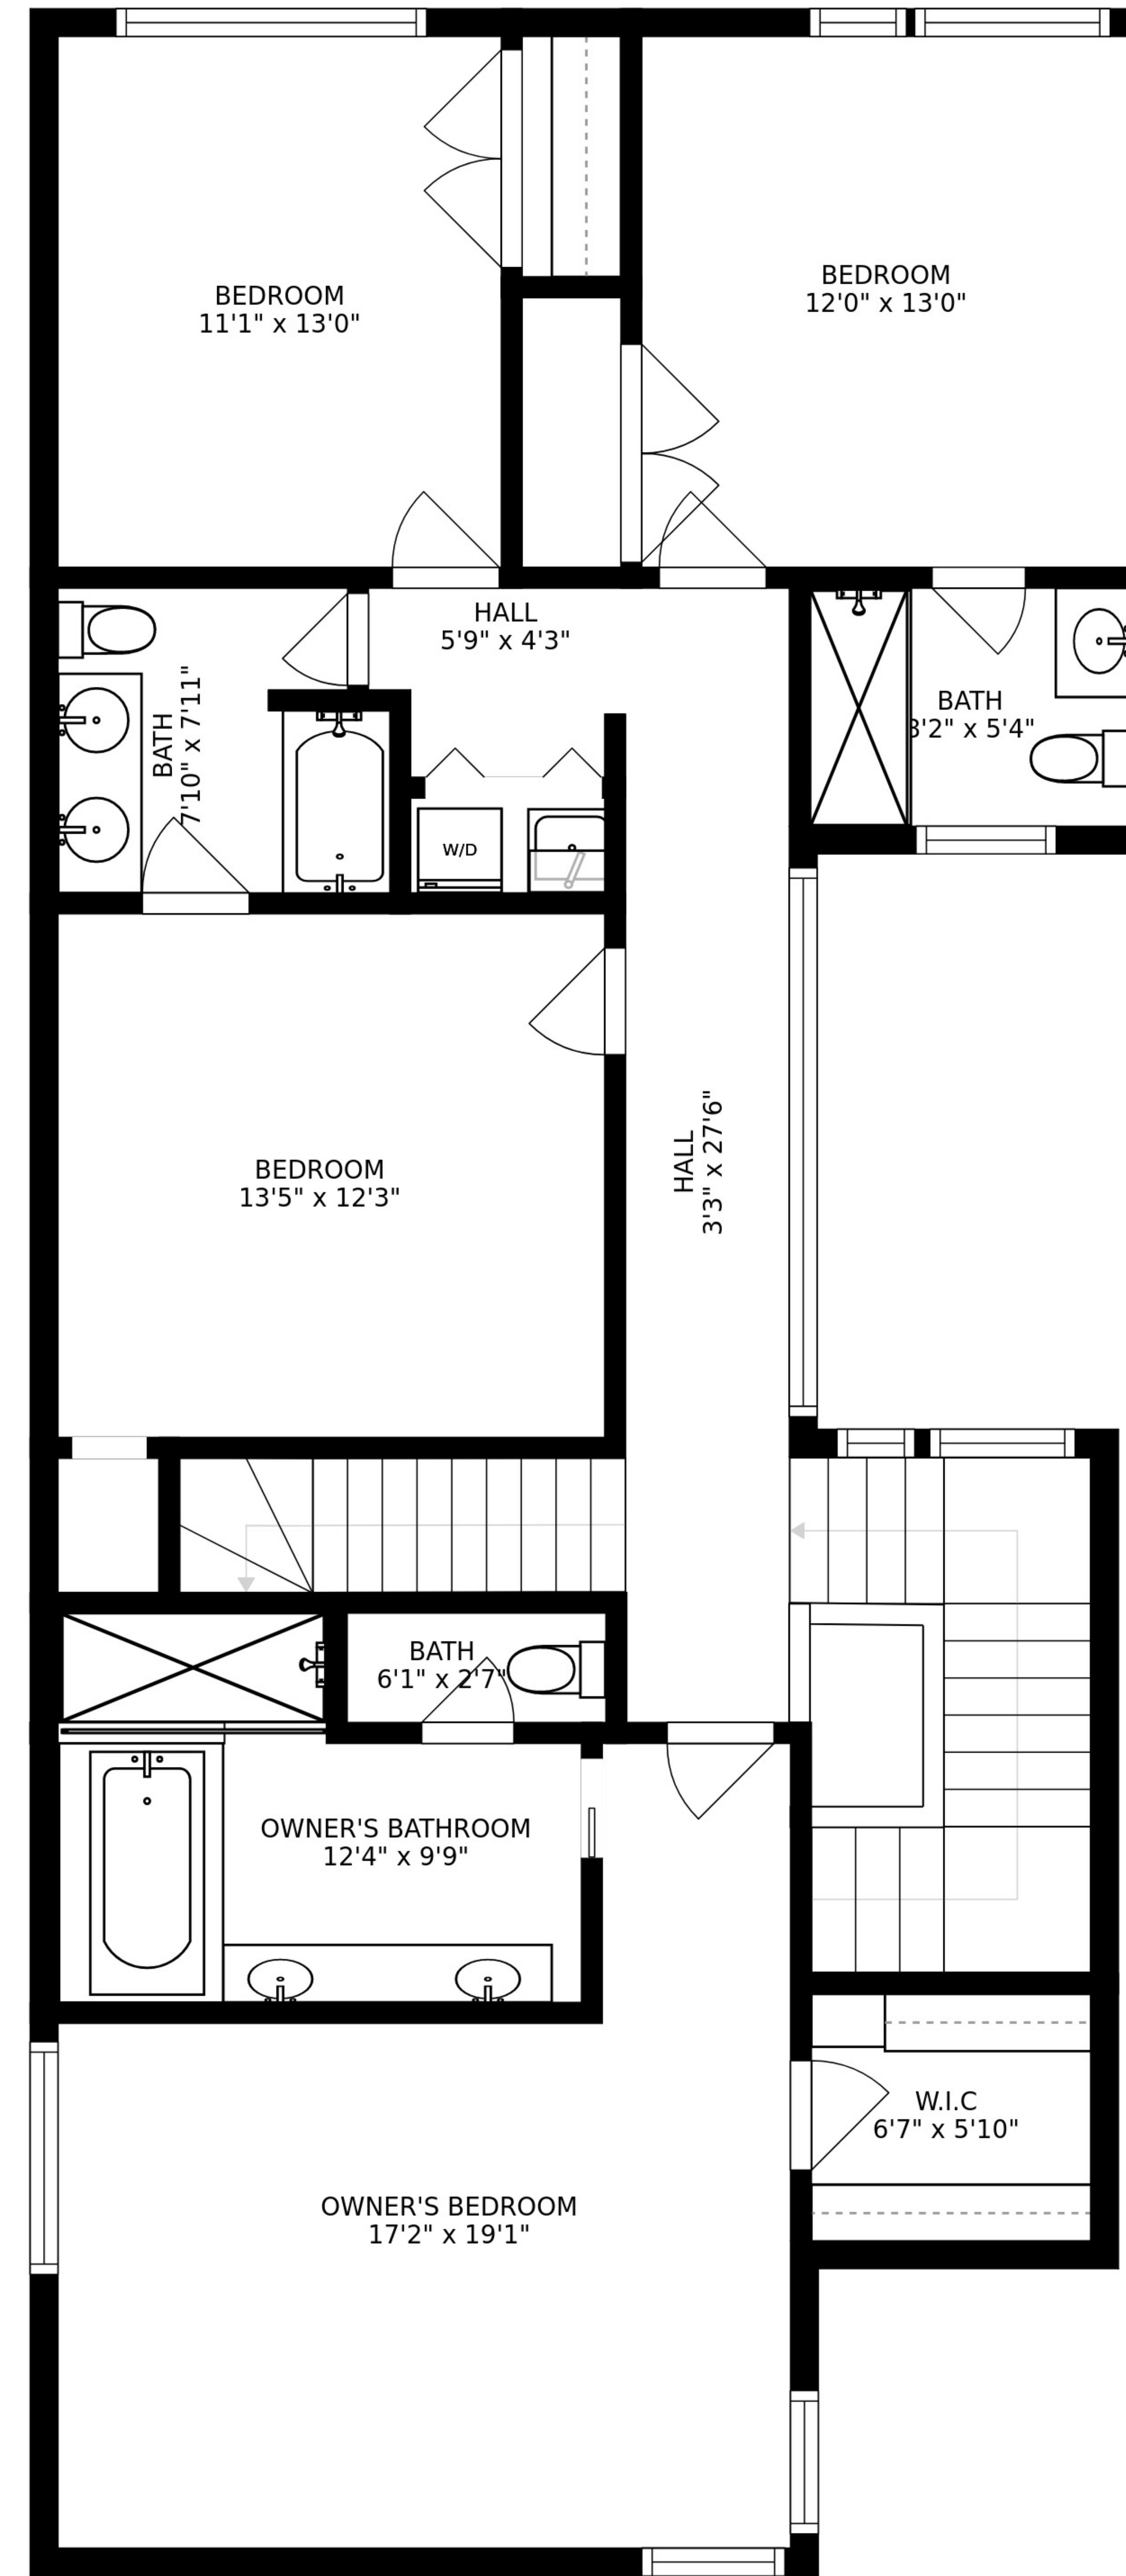 BEDROOM
11'1" x 13'0"
BEDROOM
12'0" x 13'0"
HALL
5'9" x 4'3"
BATH
7'10" x 7'11"
BATH
8'2" x 5'4"
W/D
BEDROOM
13'5" x 12'3"
HALL
3'3" x 27'6"
BATH
6'1" x 2'7"
OWNER'S BATHROOM
12'4" x 9'9"
W.I.C
6'7" x 5'10"
OWNER'S BEDROOM
17'2" x 19'1"